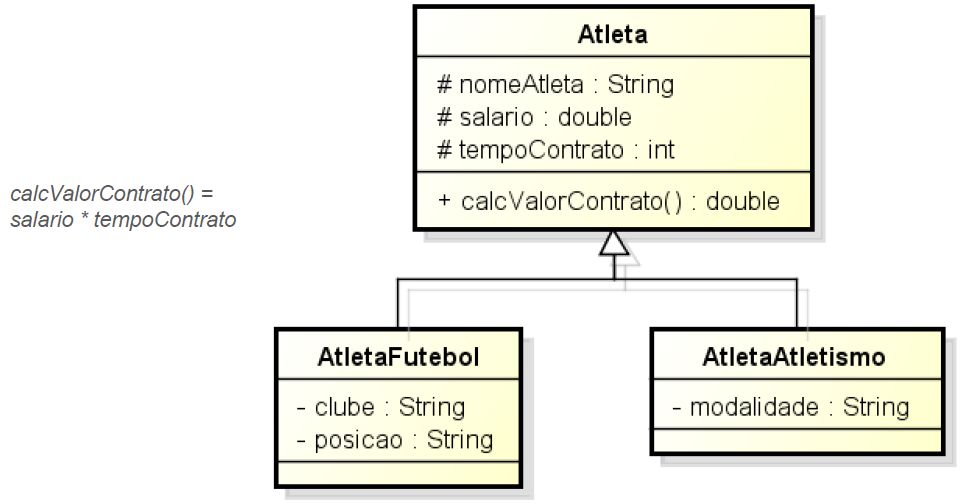 Atleta
# nomeAtleta : String
# salario : double
# tempoContrato : int
+ calcValorContrato() : double
calcValorContrato() =
salario * tempoContrato
AtletaFutebol
- clube : String
- posicao : String
AtletaAtletismo
- modalidade : String